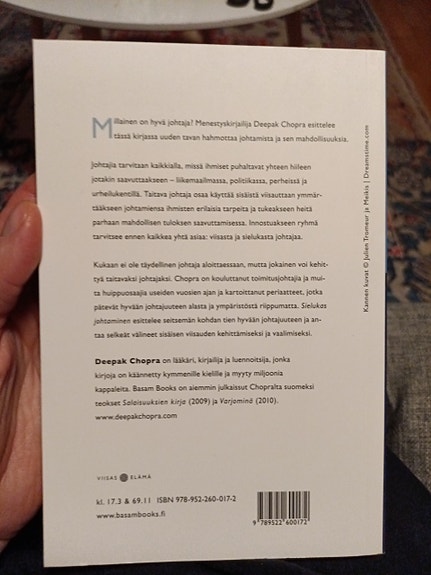 Millainen on hyvä johtaja? Menestyskirjailija Deepak Chopra esittelee
tässä kirjassa uuden tavan hahmottaa johtamista ja sen mahdollisuuksia.
Johtajia tarvitaan kaikkialla, missä ihmiset puhaltavat yhteen hiileen
jotakin saavuttaakseen – liikemaailmassa, politiikassa, perheissä ja
urheilukentillä. Taitava johtaja osaa käyttää sisäistä viisauttaan ymmär-
tääkseen johtamiensa ihmisten erilaisia tarpeita ja tukeakseen heitä
parhaan mahdollisen tuloksen saavuttamisessa. Innostuakseen ryhmä
tarvitsee ennen kaikkea yhtä asiaa: viisasta ja sielukasta johtajaa.
Kukaan ei ole täydellinen johtaja aloittaessaan, mutta jokainen voi kehit-
tyä taitavaksi johtajaksi. Chopra on kouluttanut toimitusjohtajia ja mui-
ta huippuosaajia useiden vuosien ajan ja kartoittanut periaatteet, jotka
pätevät hyvään johtajuuteen alasta ja ympäristöstä riippumatta. Sielukas
johtaminen esittelee seitsemän kohdan tien hyvään johtajuuteen ja an-
taa selkeät välineet sisäisen viisauden kehittämiseksi ja vaalimiseksi.
Deepak Chopra on lääkäri, kirjailija ja luennoitsija, jonka
kirjoja on käännetty kymmenille kielille ja myyty miljoonia
kappaleita. Basam Books on aiemmin julkaissut Chopralta suomeksi
teokset Salaisuuksien kirja (2009) ja Varjomind (2010).
www.deepakchopra.com
VIISAS ELÄMÄ
kl. 17.3 & 69.11 ISBN 978-952-260-017-2
www.basambooks.fi
9789522600172
Kannen kuvat © Julien Tromeur ja Meikis | Dreamstime.com